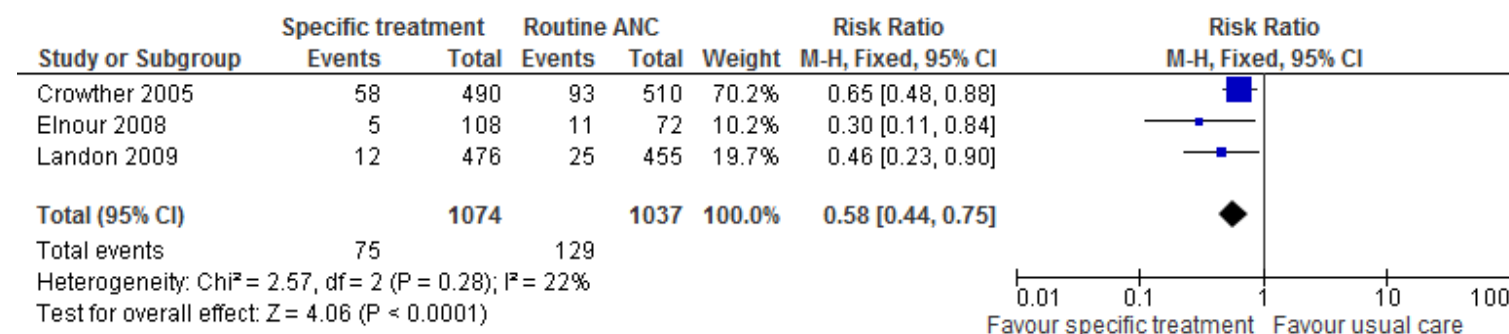 Specific treatment Routine ANC Risk Ratio Risk Ratio
Study or Subgroup Events Total Events Total Weight M-H, Fixed, 95% CI M-H, Fixed, 95% CI
Crowther 2005 58 490 93 510 70.2% 0.65 [0.48, 0.88]
Elnour 2008 5 108 11 72 10.2% 0.30 [0.11, 0.84]
Landon 2009 12 476 25 455 19.7% 0.46 [0.23, 0.90]
Total (95% CI) 1074 1037 100.0% 0.58 [0.44, 0.75]
Total events 75 129
Heterogeneity: Chi² = 2.57, df = 2 (P = 0.28); I² = 22%
Test for overall effect: Z = 4.06 (P < 0.0001)
0.01 0.1 1 10 100
Favour specific treatment Favour usual care